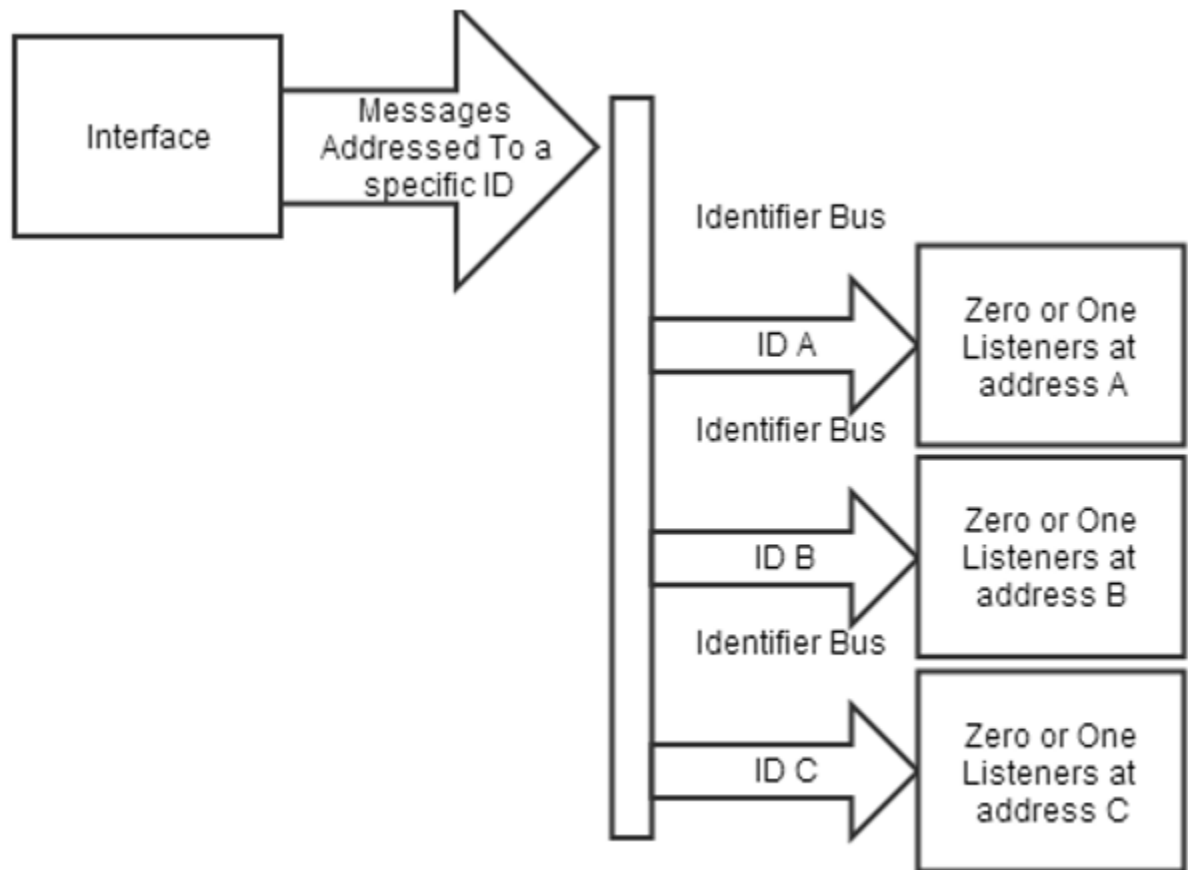 Interface
Messages
Addressed To a
specific ID
Identifier Bus
ID A
Zero or One
Listeners at
address A
Identifier Bus
ID B
Zero or One
Listeners at
address B
Identifier Bus
ID C
Zero or One
Listeners at
address C